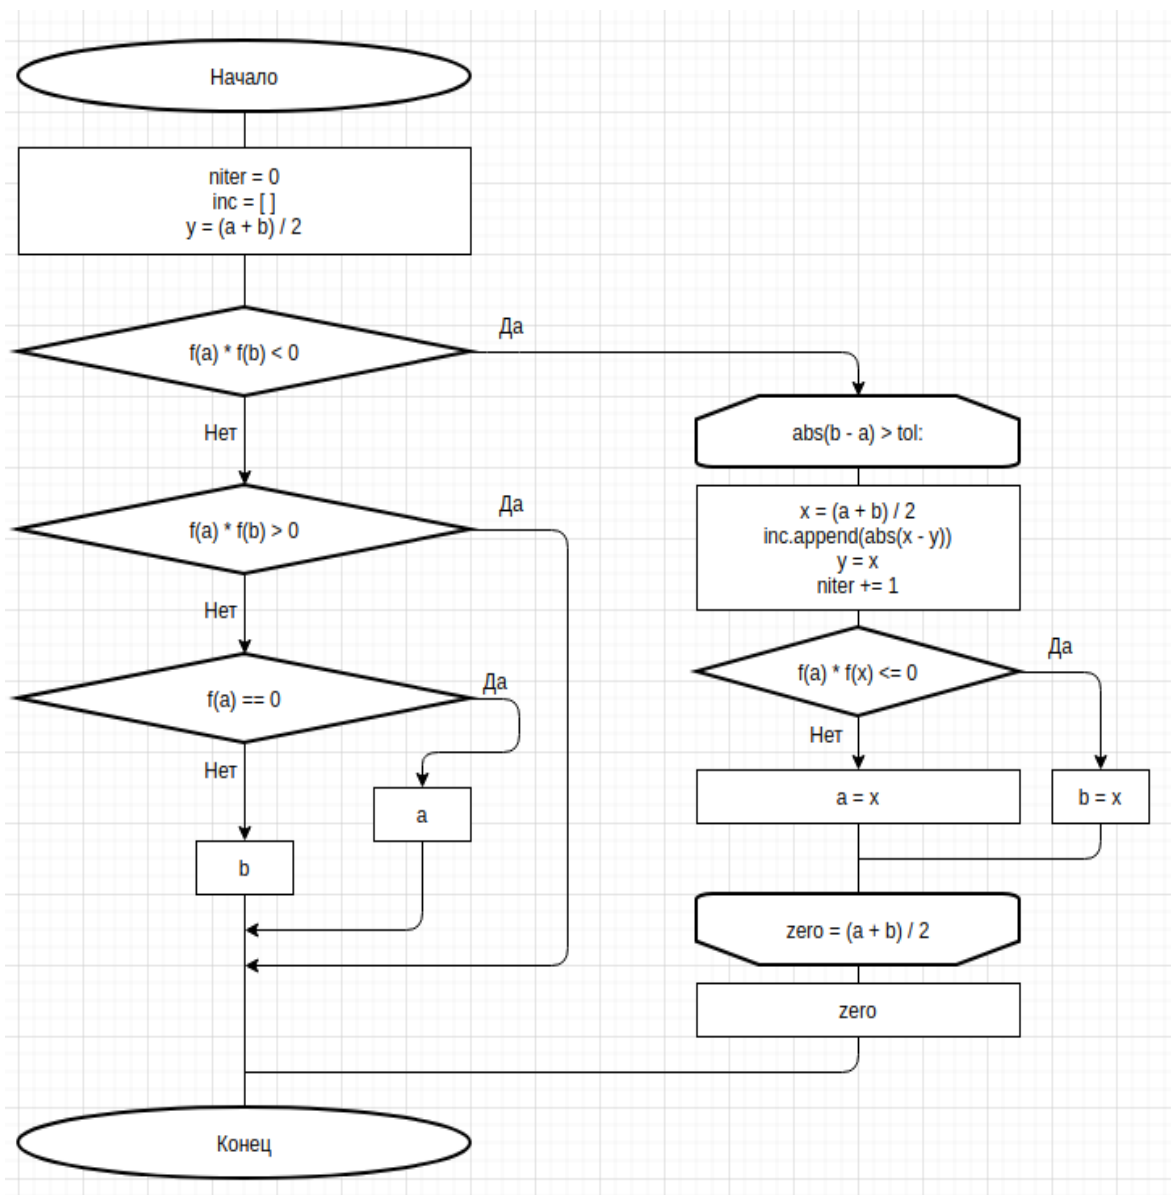 Начало
niter = 0
inc = [ ]
y = (a + b) / 2
f(a) * f(b) < 0
Да
Нет
f(a) * f(b) > 0
Да
Нет
f(a) == 0
Да
Нет
a
b
abs(b - a) > tol:
x = (a + b) / 2
inc.append(abs(x - y))
y = x
niter += 1
f(a) * f(x) <= 0
Да
Нет
a = x
b = x
zero = (a + b) / 2
zero
Конец